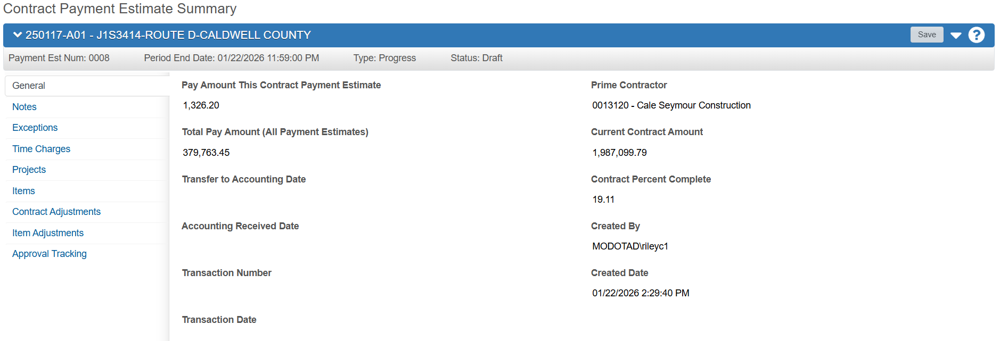 Contract Payment Estimate Summary
250117-A01 - J1S3414-ROUTE D-CALDWELL COUNTY
Save
?
Payment Est Num: 0008 Period End Date: 01/22/2026 11:59:00 PM Type: Progress Status: Draft
General
Notes
Exceptions
Time Charges
Projects
Items
Contract Adjustments
Item Adjustments
Approval Tracking
Pay Amount This Contract Payment Estimate
1,326.20
Total Pay Amount (All Payment Estimates)
379,763.45
Transfer to Accounting Date
Accounting Received Date
Transaction Number
Transaction Date
Prime Contractor
0013120 - Cale Seymour Construction
Current Contract Amount
1,987,099.79
Contract Percent Complete
19.11
Created By
MODOTAD\rileyc1
Created Date
01/22/2026 2:29:40 PM